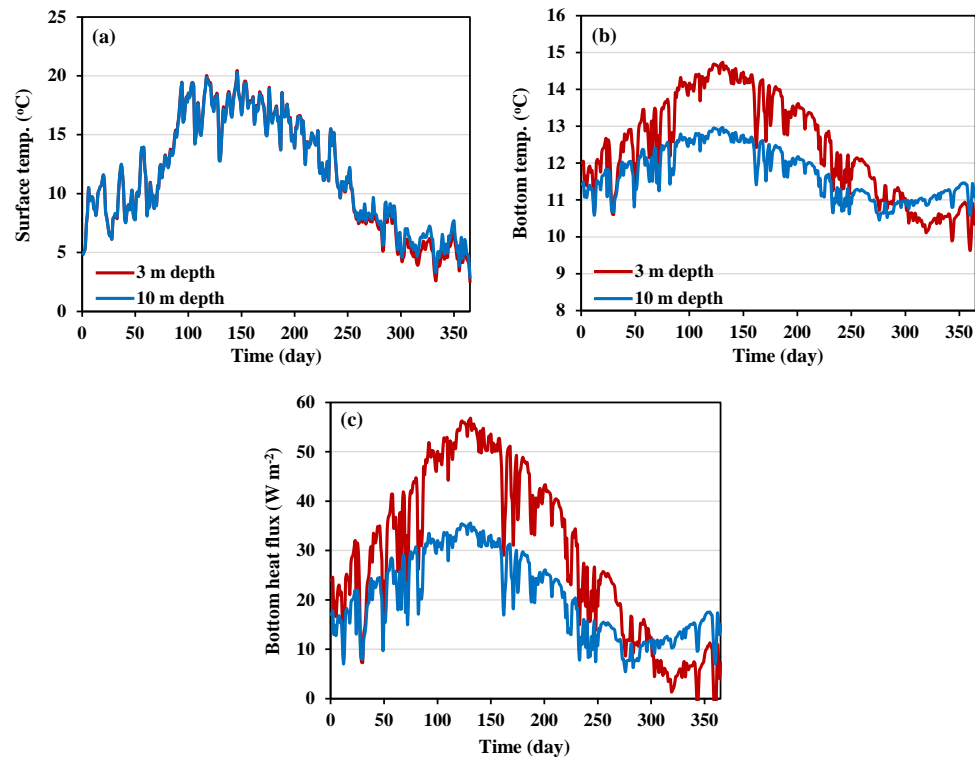 (a)
Surface temp. (°C)
25
20
15
10
5
0
3 m depth
10 m depth
0 50 100 150 200 250 300 350
Time (day)
(b)
Bottom temp. (°C)
16
15
14
13
12
11
10
9
8
3 m depth
10 m depth
0 50 100 150 200 250 300 350
Time (day)
(c)
Bottom heat flux (W m⁻²)
60
50
40
30
20
10
0
0 50 100 150 200 250 300 350
Time (day)